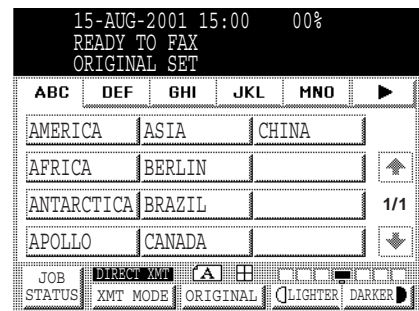 15-AUG-2001 15:00 00%
READY TO FAX
ORIGINAL SET
ABC DEF GHI JKL MNO
AMERICA ASIA CHINA
AFRICA BERLIN
ANTARCTICA BRAZIL
1/1
APOLLO CANADA
JOB STATUS
DIRECT XMT A
XMT MODE ORIGINAL LIGHTER DARKER